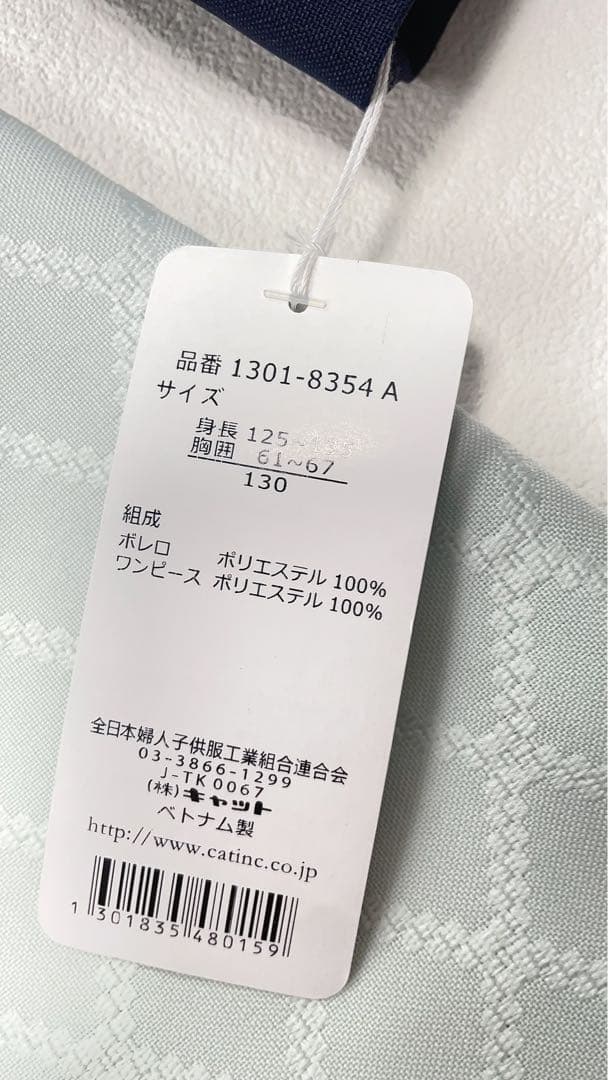 品番 1301-8354 A
サイズ
身長 125~
胸囲 61~67
130
組成
ボレロ ポリエステル 100%
ワンピース ポリエステル 100%
全日本婦人子供服工業組合連合会
03-3866-1299
J-TK0067
(株)キャット
ベトナム製
http://www.catinc.co.jp
1 301835 480159